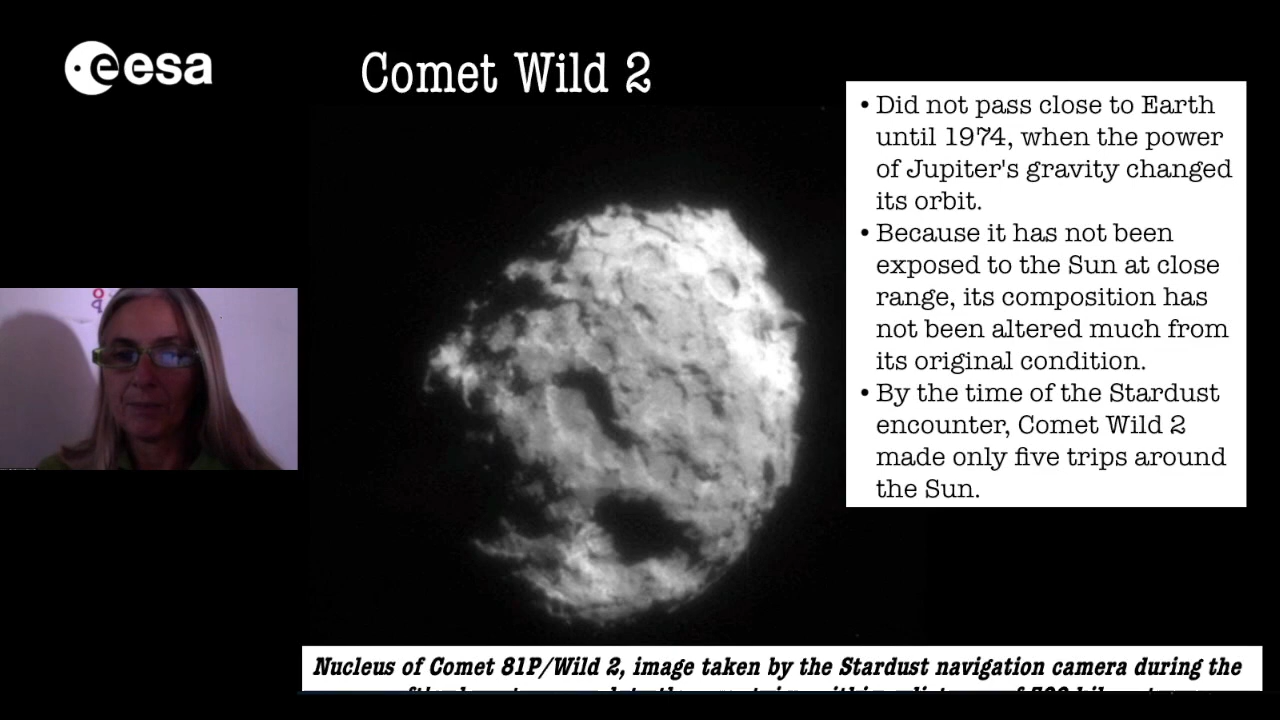 esa
Comet Wild 2
• Did not pass close to Earth
until 1974, when the power
of Jupiter's gravity changed
its orbit.
• Because it has not been
exposed to the Sun at close
range, its composition has
not been altered much from
its original condition.
• By the time of the Stardust
encounter, Comet Wild 2
made only five trips around
the Sun.
Nucleus of Comet 81P/Wild 2, image taken by the Stardust navigation camera during the